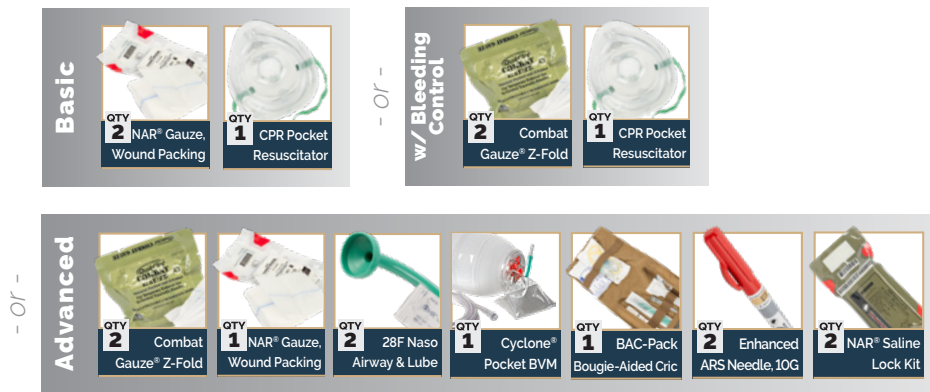 Basic
QTY
2
NAR® Gauze,
Wound Packing
QTY
1
CPR Pocket
Resuscitator
- or -
w/ Bleeding
Control
QTY
2
Combat
Gauze® Z-Fold
QTY
1
CPR Pocket
Resuscitator
- or -
Advanced
QTY
2
Combat
Gauze® Z-Fold
QTY
1
NAR® Gauze,
Wound Packing
QTY
2
28F Naso
Airway & Lube
QTY
1
Cyclone®
Pocket BVM
QTY
1
BAC-Pack
Bougie-Aided Cric
QTY
2
Enhanced
ARS Needle, 10G
QTY
2
NAR® Saline
Lock Kit